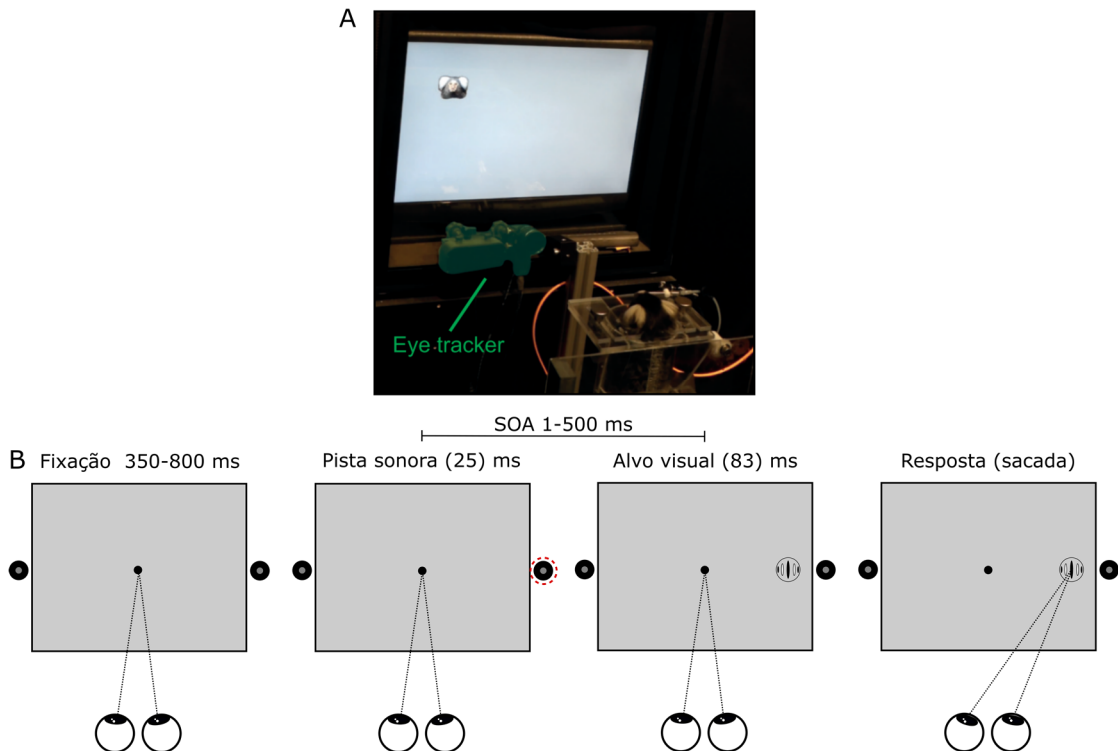 A
Eye tracker
SOA 1-500 ms
B
Fixação 350-800 ms
Pista sonora (25) ms
Alvo visual (83) ms
Resposta (sacada)